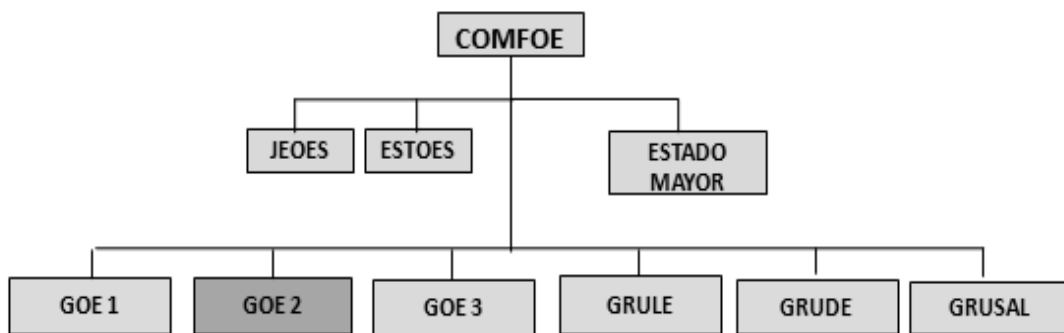 COMFOE
JEOES
ESTOES
ESTADO
MAYOR
GOE 1
GOE 2
GOE 3
GRULE
GRUDE
GRUSAL